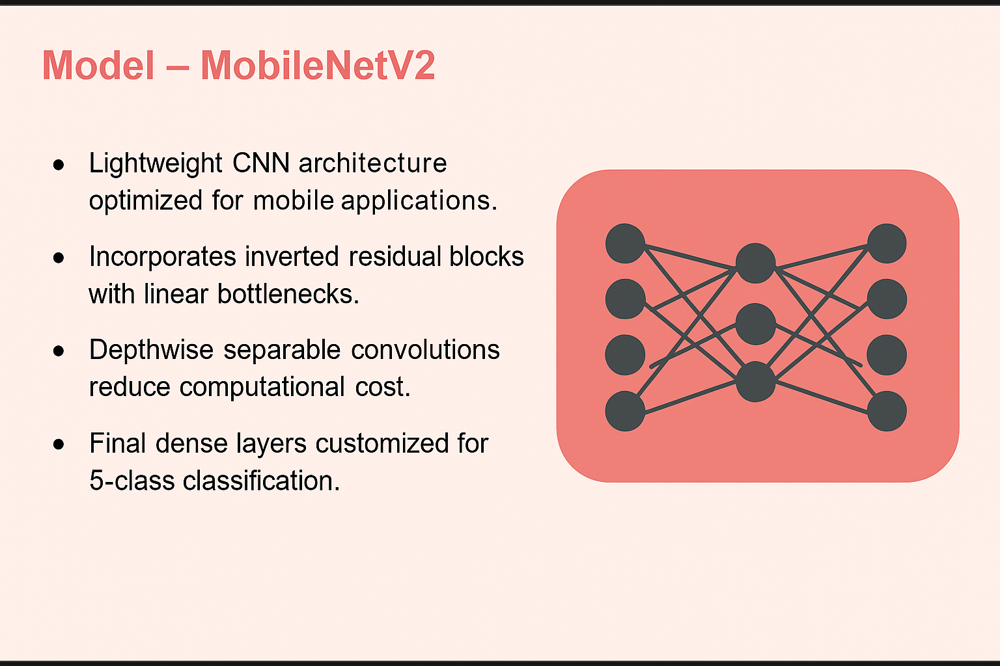 Model – MobileNetV2
● Lightweight CNN architecture
optimized for mobile applications.
● Incorporates inverted residual blocks
with linear bottlenecks.
● Depthwise separable convolutions
reduce computational cost.
● Final dense layers customized for
5-class classification.